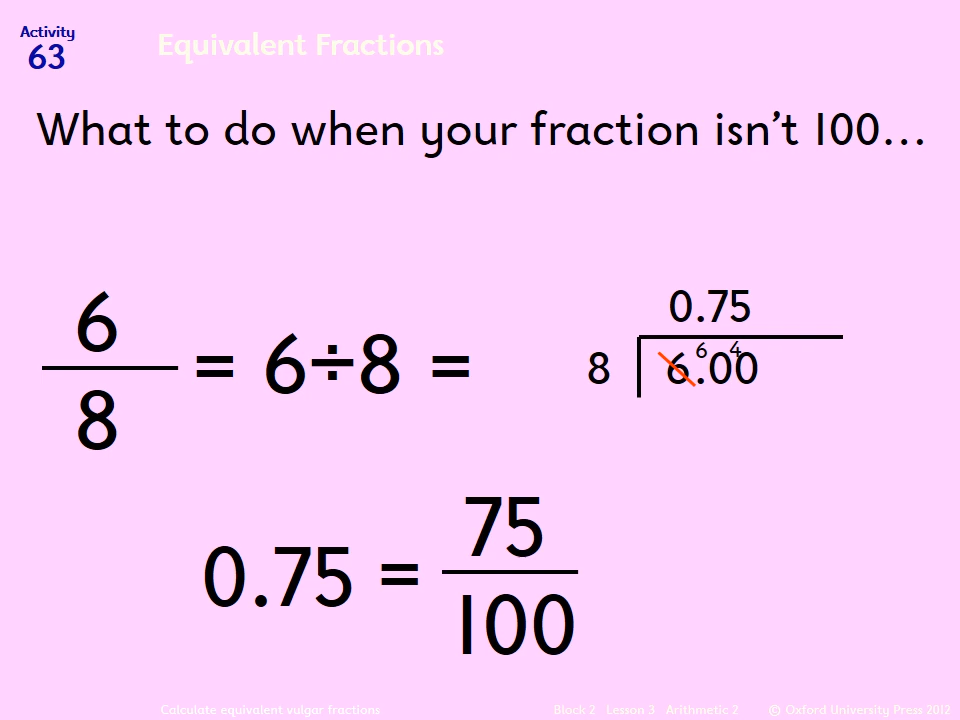 Activity
63
Equivalent Fractions
What to do when your fraction isn't 100...
6
8
= 6÷8 =
0.75
8 6.00
6 4
0.75 =
75
100
Calculate equivalent vulgar fractions
Block 2 Lesson 3 Arithmetic 2 © Oxford University Press 2012